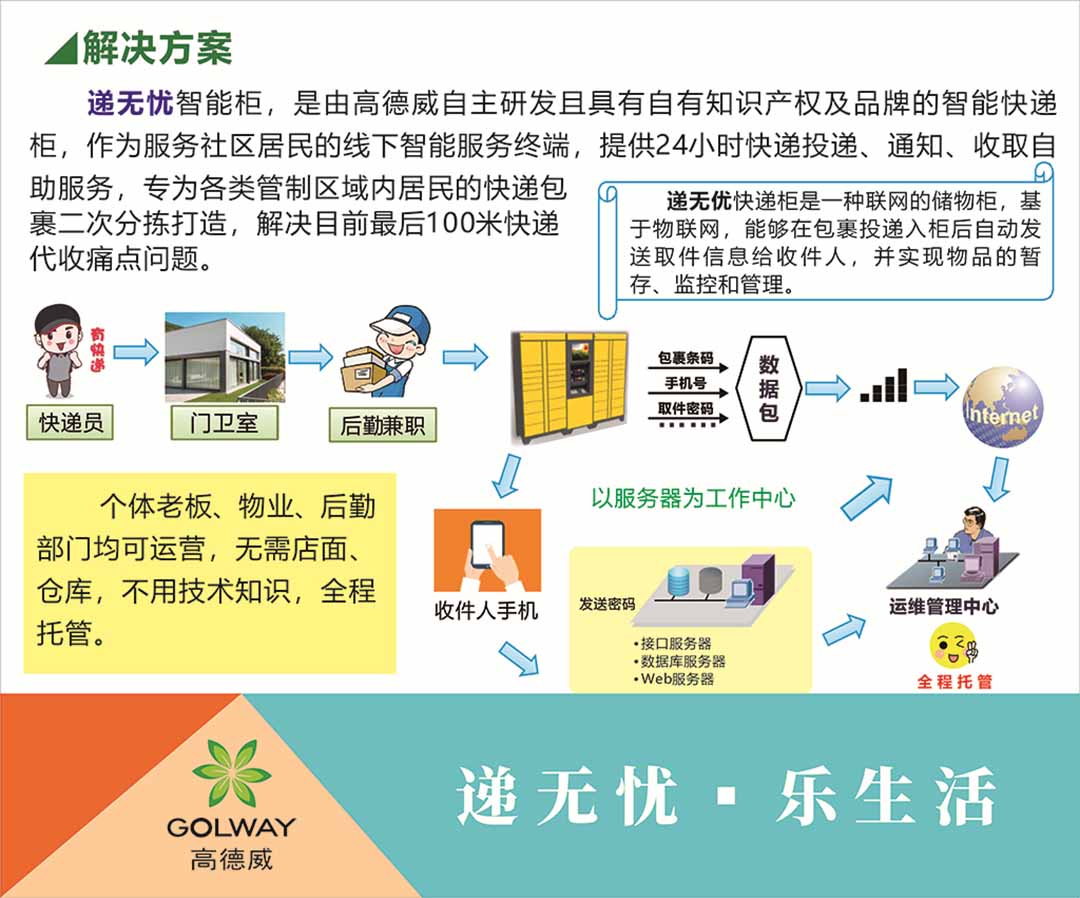 解决方案
递无忧智能柜，是由高德威自主研发且具有自有知识产权及品牌的智能快递
柜，作为服务社区居民的线下智能服务终端，提供24小时快递投递、通知、收取自
助服务，专为各类管制区域内居民的快递包
裹二次分拣打造，解决目前最后100米快递
代收痛点问题。
递无忧快递柜是一种联网的储物柜，基
于物联网，能够在包裹投递入柜后自动发
送取件信息给收件人，并实现物品的暂
存、监控和管理。
有快递
快递员
门卫室
后勤兼职
包裹条码
手机号
取件密码
数据包
Internet
个体老板、物业、后勤
部门均可运营，无需店面、
仓库，不用技术知识，全程
托管。
收件人手机
以服务器为工作中心
发送密码
•接口服务器
•数据库服务器
•Web服务器
运维管理中心
全程托管
GOLWAY
高德威
递无忧·乐生活